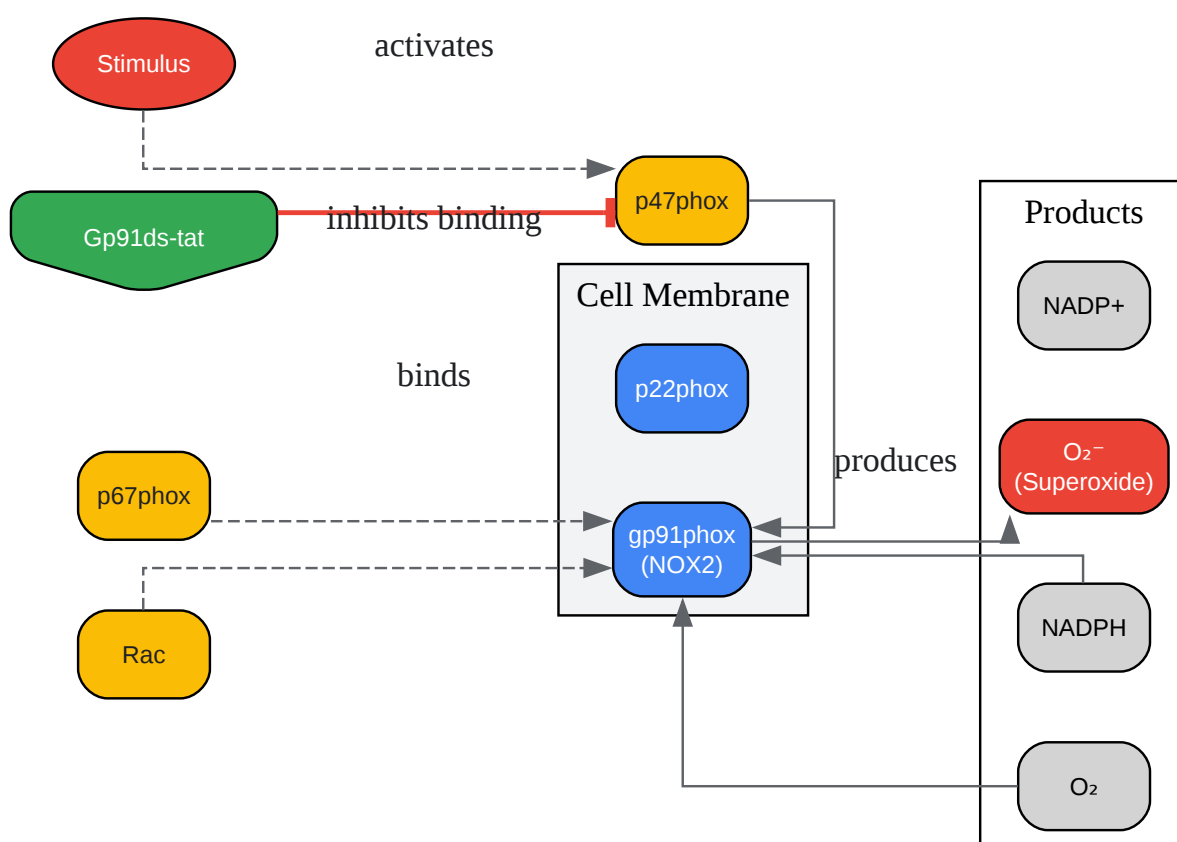 activates
Stimulus
p47phox
Products
inhibits binding
Gp91ds-tat
Cell Membrane
NADP+
binds
p22phox
produces
O₂⁻
(Superoxide)
p67phox
gp91phox
(NOX2)
NADPH
Rac
O₂